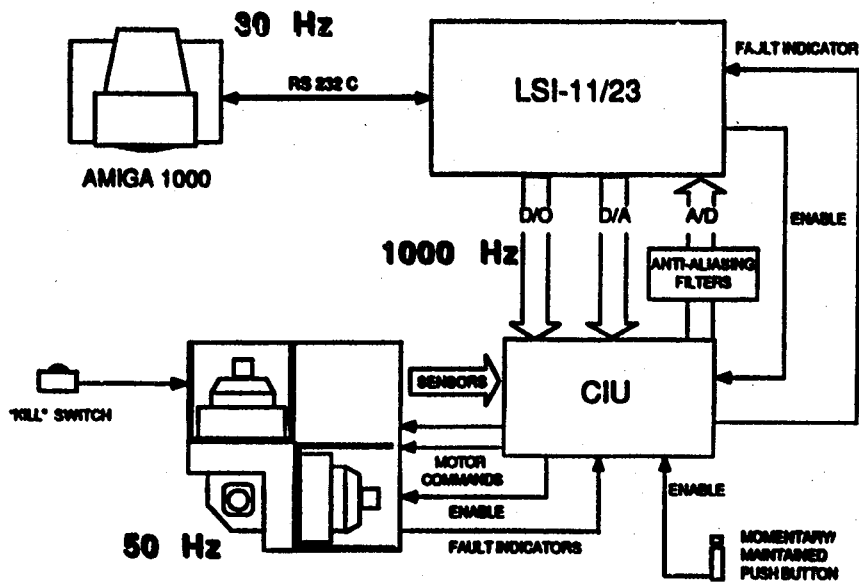 30 Hz
FAULT INDICATOR
RS 232 C
LSI-11/23
AMIGA 1000
D/O
D/A
A/D
ENABLE
1000 Hz
ANTI-ALIASING
FILTERS
SENSORS
CIU
"KILL" SWITCH
MOTOR
COMMANDS
ENABLE
ENABLE
50 Hz
FAULT INDICATORS
MOMENTARY/
MAINTAINED
PUSH BUTTON